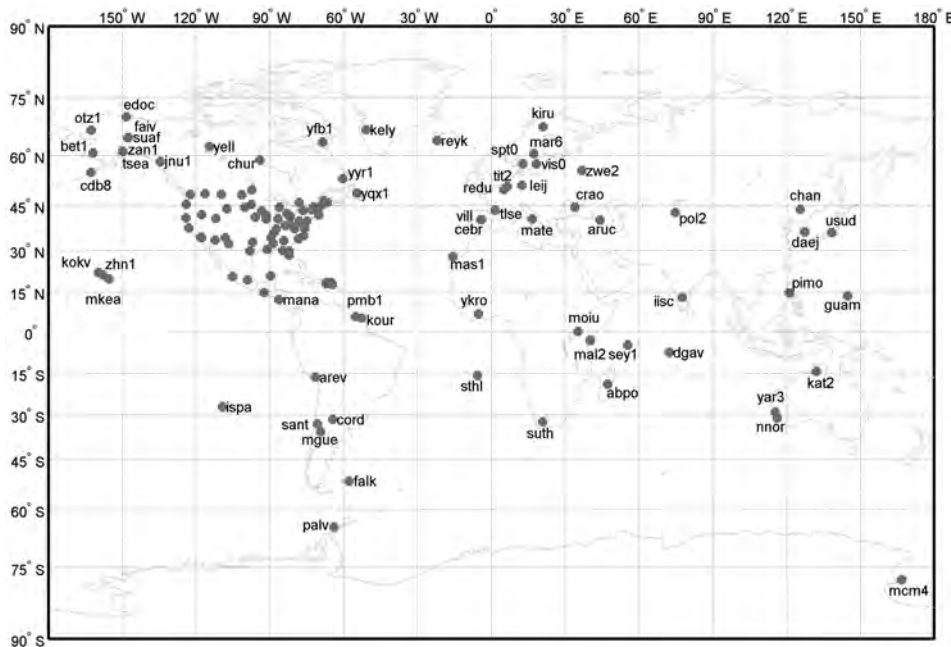 150° W 120° W 90° W 60° W 30° W 0° 30° E 60° E 90° E 120° E 150° E 180° E
90° N
75° N
60° N
45° N
30° N
15° N
0°
15° S
30° S
45° S
60° S
75° S
90° S
edoc
otz1
faiv
suaf
bet1
zan1
tsea
jnu1
cdb8
yell
chur
yfb1
kely
reyk
yyr1
yqx1
kiru
mar6
spt0
vis0
zwe2
tit2
leij
redu
crao
vill
tlse
cebr
mate
aruc
pol2
chan
usud
daej
kokv
zhn1
mkea
mas1
mana
pmb1
kour
ykro
iisc
pimo
guam
moiu
mal2
sey1
dgav
arev
sthl
abpo
kat2
ispa
cord
sant
mgue
suth
yar3
nnor
falk
palv
mcm4